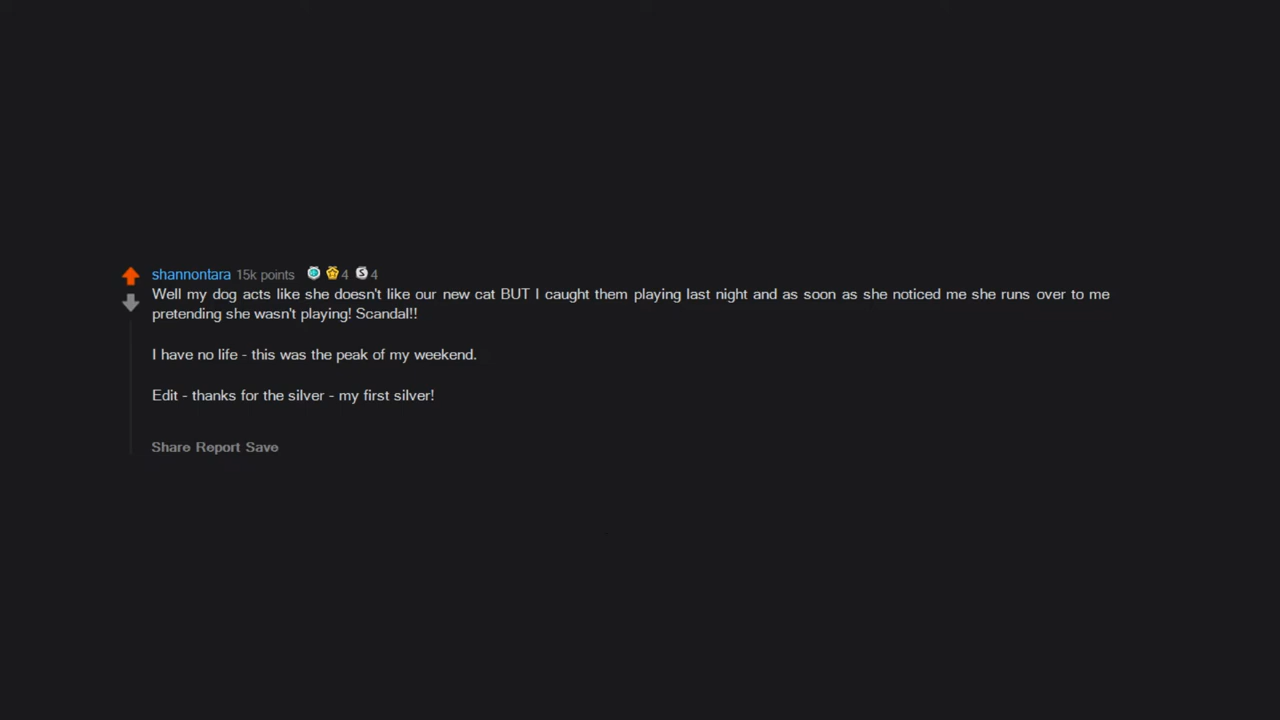 shannontara 15k points 4 S 4
Well my dog acts like she doesn't like our new cat BUT I caught them playing last night and as soon as she noticed me she runs over to me
pretending she wasn't playing! Scandal!!
I have no life - this was the peak of my weekend.
Edit - thanks for the silver - my first silver!
Share Report Save